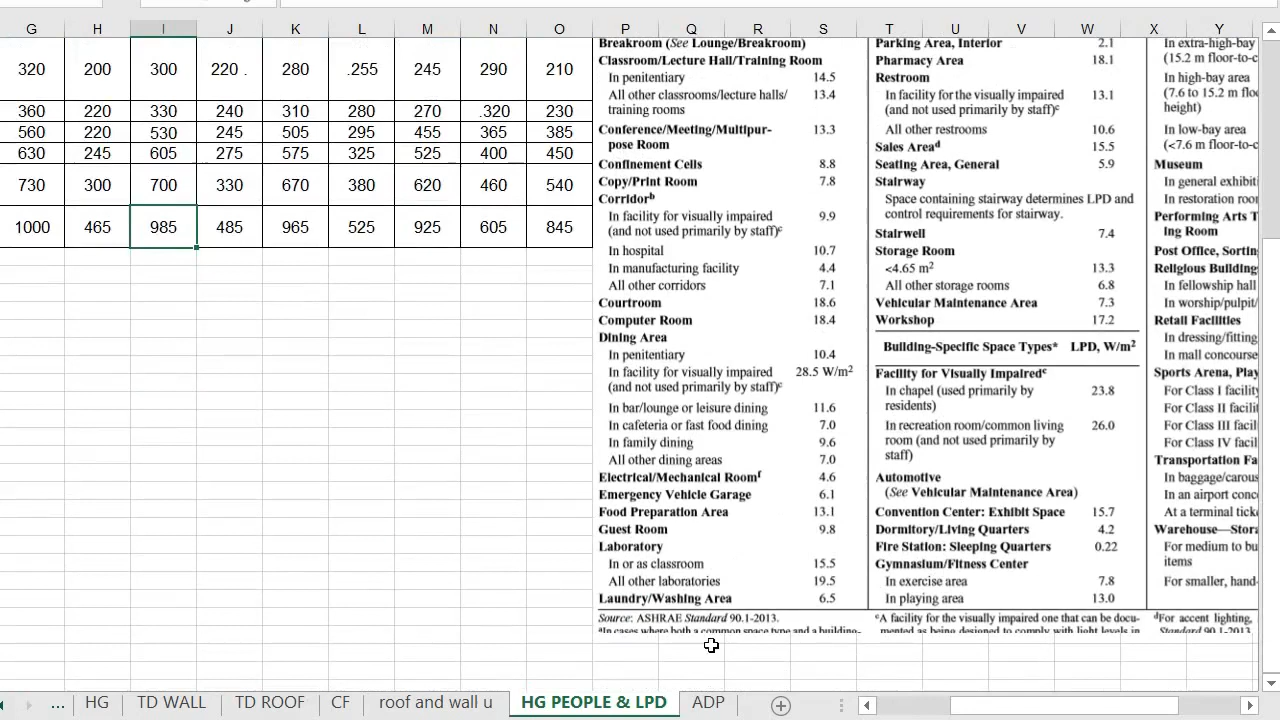 G H I J K L M N O P Q R S T U V W X Y
320 200 300 220 . 280 .255 245 290 210
360 220 330 240 310 280 270 .320 230
560 220 530 245 505 295 455 365 385
630 245 605 275 575 325 525 400 450
730 300 700 330 670 380 620 460 540
1000 465 985 485 965 525 925 605 845
Breakroom (See Lounge/Breakroom)
Classroom/Lecture Hall/Training Room
In penitentiary 14.5
All other classrooms/lecture halls/
training rooms 13.4
Conference/Meeting/Multipur-
pose Room 13.3
Confinement Cells 8.8
Copy/Print Room 7.8
Corridorᵇ
In facility for visually impaired
(and not used primarily by staff)ᶜ 9.9
In hospital 10.7
In manufacturing facility 4.4
All other corridors 7.1
Courtroom 18.6
Computer Room 18.4
Dining Area
In penitentiary 10.4
In facility for visually impaired 28.5 W/m²
(and not used primarily by staff)ᶜ
In bar/lounge or leisure dining 11.6
In cafeteria or fast food dining 7.0
In family dining 9.6
All other dining areas 7.0
Electrical/Mechanical Roomᶠ 4.6
Emergency Vehicle Garage 6.1
Food Preparation Area 13.1
Guest Room 9.8
Laboratory
In or as classroom 15.5
All other laboratories 19.5
Laundry/Washing Area 6.5
Source: ASHRAE Standard 90.1-2013.
ᵃIn cases where both a common space type and a building-
Parking Area, Interior 2.1
Pharmacy Area 18.1
Restroom
In facility for the visually impaired
(and not used primarily by staff)ᶜ 13.1
All other restrooms 10.6
Sales Areaᵈ 15.5
Seating Area, General 5.9
Stairway
Space containing stairway determines LPD and
control requirements for stairway.
Stairwell 7.4
Storage Room
<4.65 m² 13.3
All other storage rooms 6.8
Vehicular Maintenance Area 7.3
Workshop 17.2
Building-Specific Space Types* LPD, W/m²
Facility for Visually Impairedᶜ
In chapel (used primarily by
residents) 23.8
In recreation room/common living
room (and not used primarily by
staff) 26.0
Automotive
(See Vehicular Maintenance Area)
Convention Center: Exhibit Space 15.7
Dormitory/Living Quarters 4.2
Fire Station: Sleeping Quarters 0.22
Gymnasium/Fitness Center
In exercise area 7.8
In playing area 13.0
ᶜA facility for the visually impaired one that can be docu-
mented as being designed to comply with light levels in
In extra-high-bay
(15.2 m floor-to-c
In high-bay area
(7.6 to 15.2 m flo
height)
In low-bay area
(<7.6 m floor-to-c
Museum
In general exhibiti
In restoration roor
Performing Arts T
ing Room
Post Office, Sortin
Religious Building
In fellowship hall
In worship/pulpit/
Retail Facilities
In dressing/fitting
In mall concourse
Sports Arena, Play
For Class I facility
For Class II facilit
For Class III facil
For Class IV facil
Transportation Fa
In baggage/carous
In an airport conc
At a terminal ticke
Warehouse—Stora
For medium to bu
items
For smaller, hand-
ᵈFor accent lighting,
Standard 90.1-2013
... HG TD WALL TD ROOF CF roof and wall u HG PEOPLE & LPD ADP